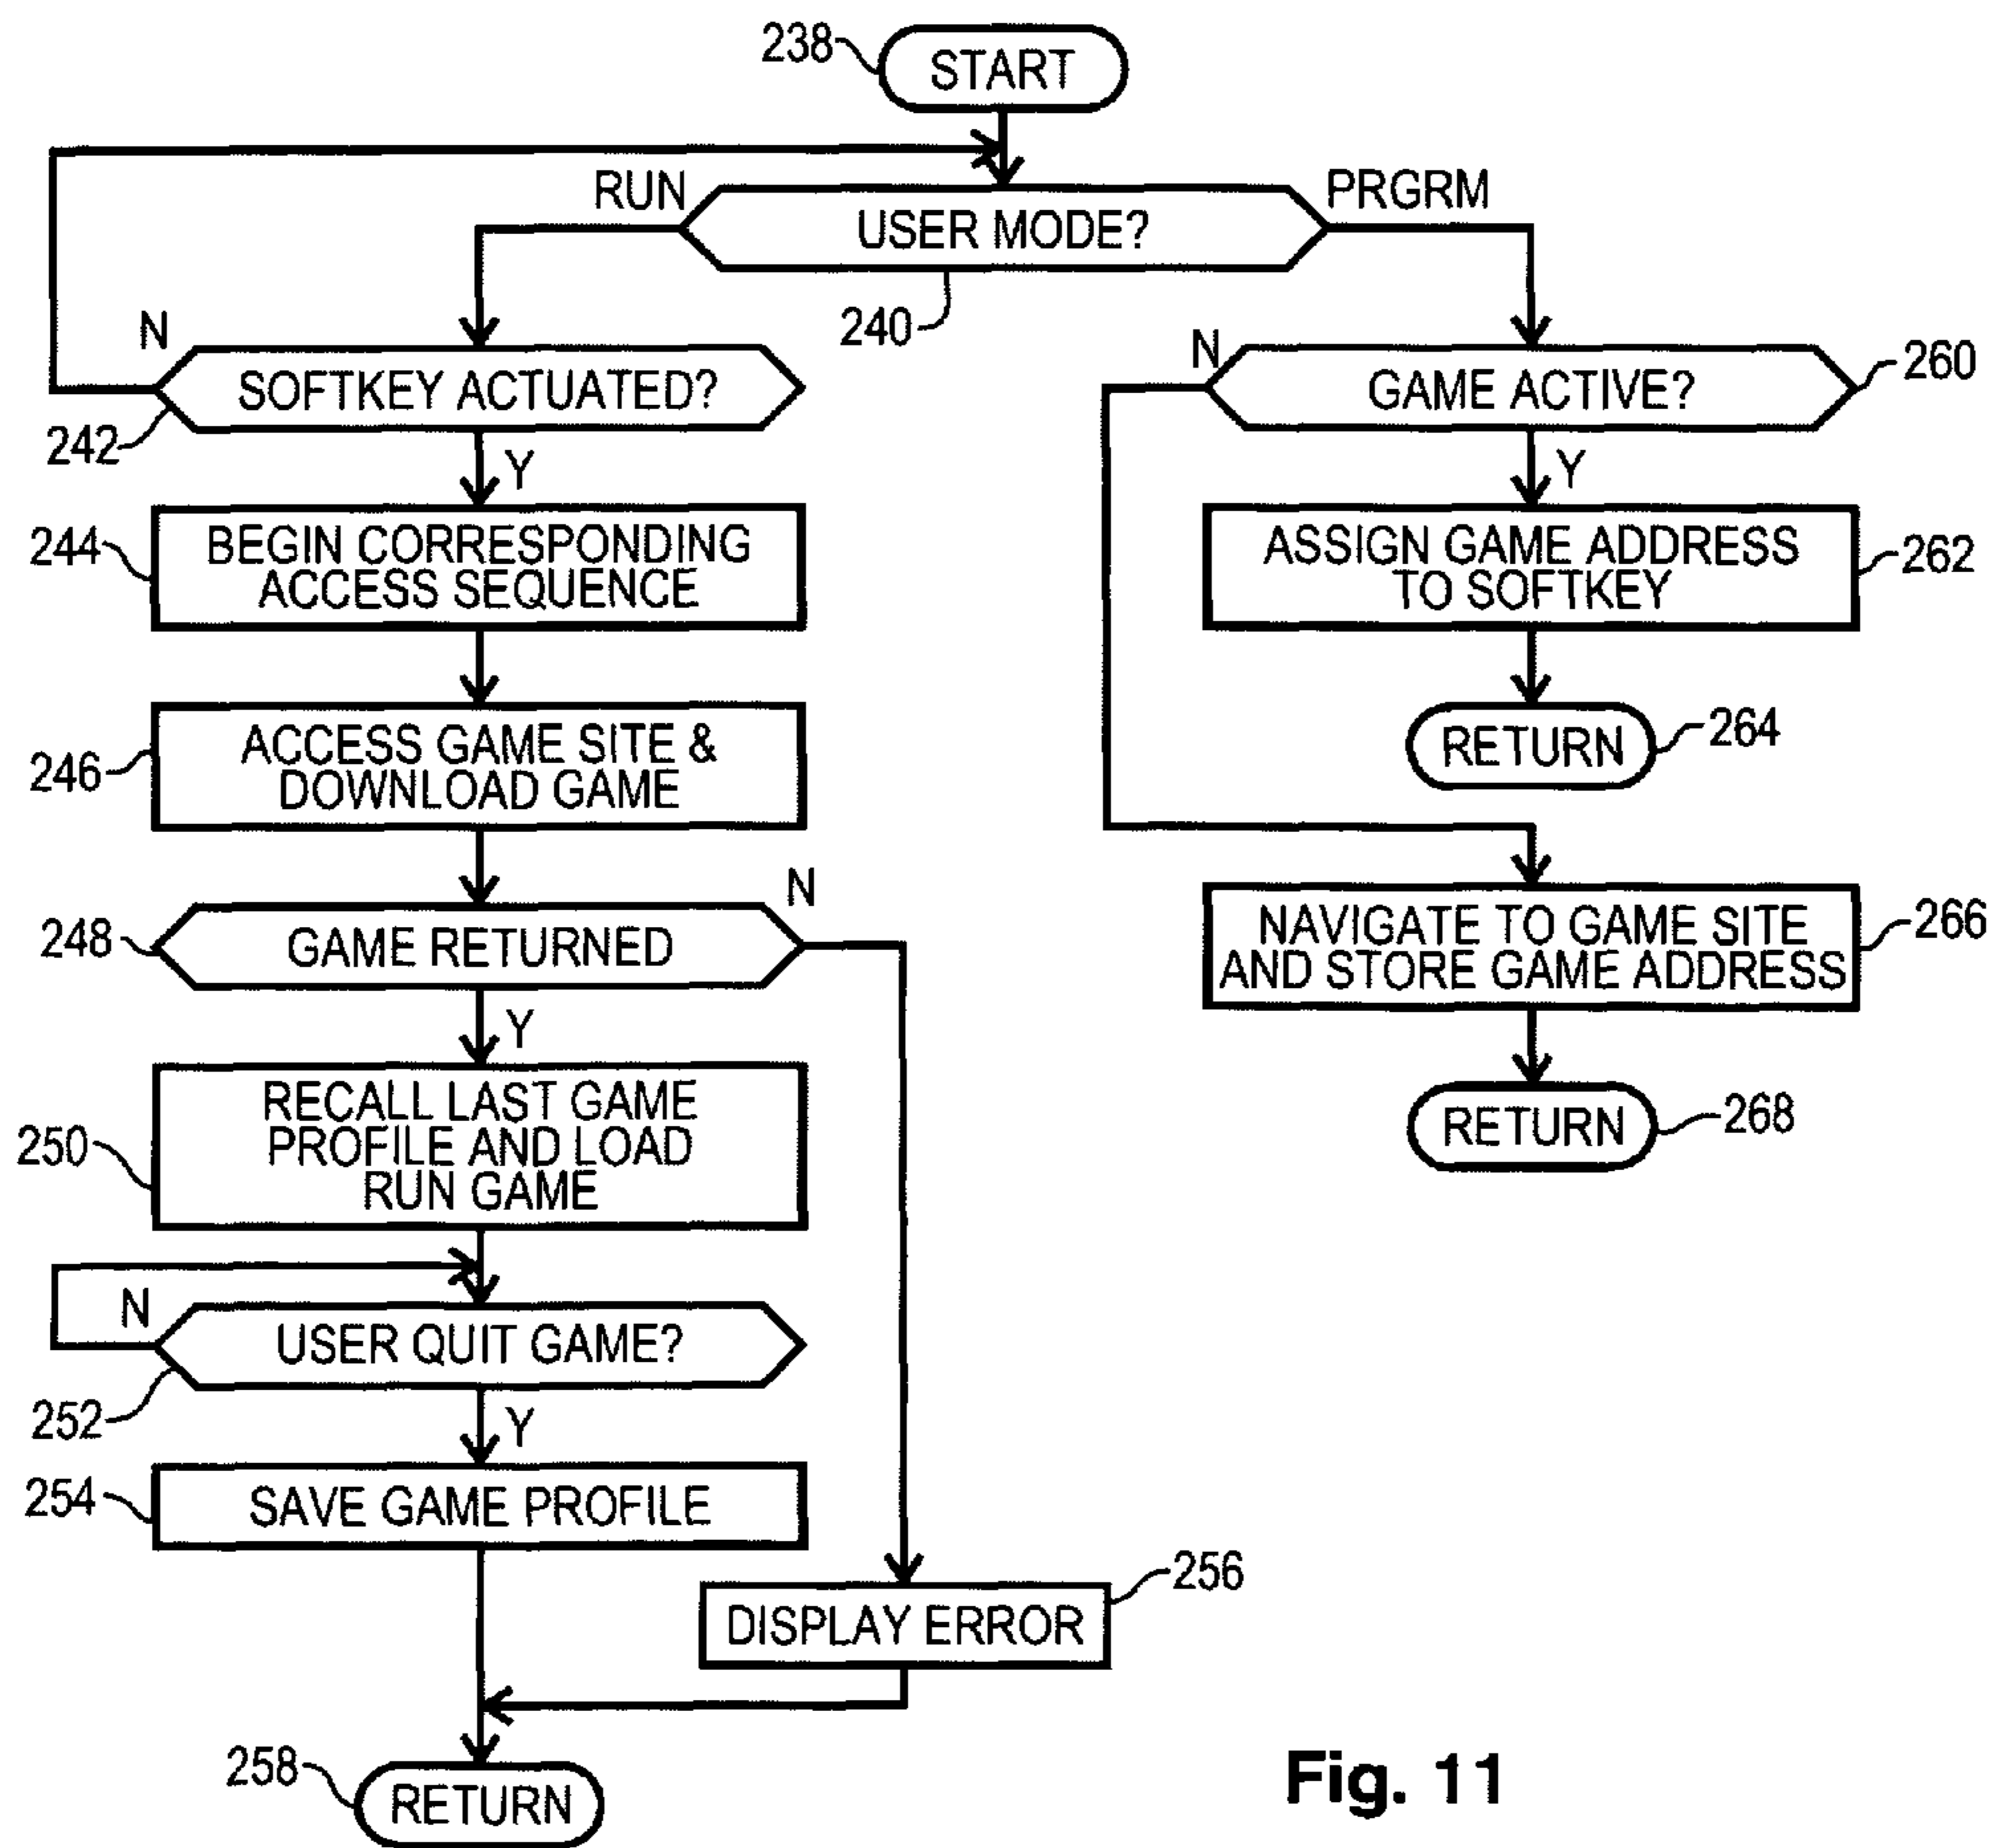 238
START
RUN
PRGRM
USER MODE?
240
N
SOFTKEY ACTUATED?
242
Y
N
GAME ACTIVE?
260
Y
244
BEGIN CORRESPONDING
ACCESS SEQUENCE
ASSIGN GAME ADDRESS
TO SOFTKEY
262
246
ACCESS GAME SITE &
DOWNLOAD GAME
RETURN
264
N
248
GAME RETURNED
Y
NAVIGATE TO GAME SITE
AND STORE GAME ADDRESS
266
250
RECALL LAST GAME
PROFILE AND LOAD
RUN GAME
RETURN
268
N
USER QUIT GAME?
252
Y
254
SAVE GAME PROFILE
256
DISPLAY ERROR
258
RETURN
Fig. 11